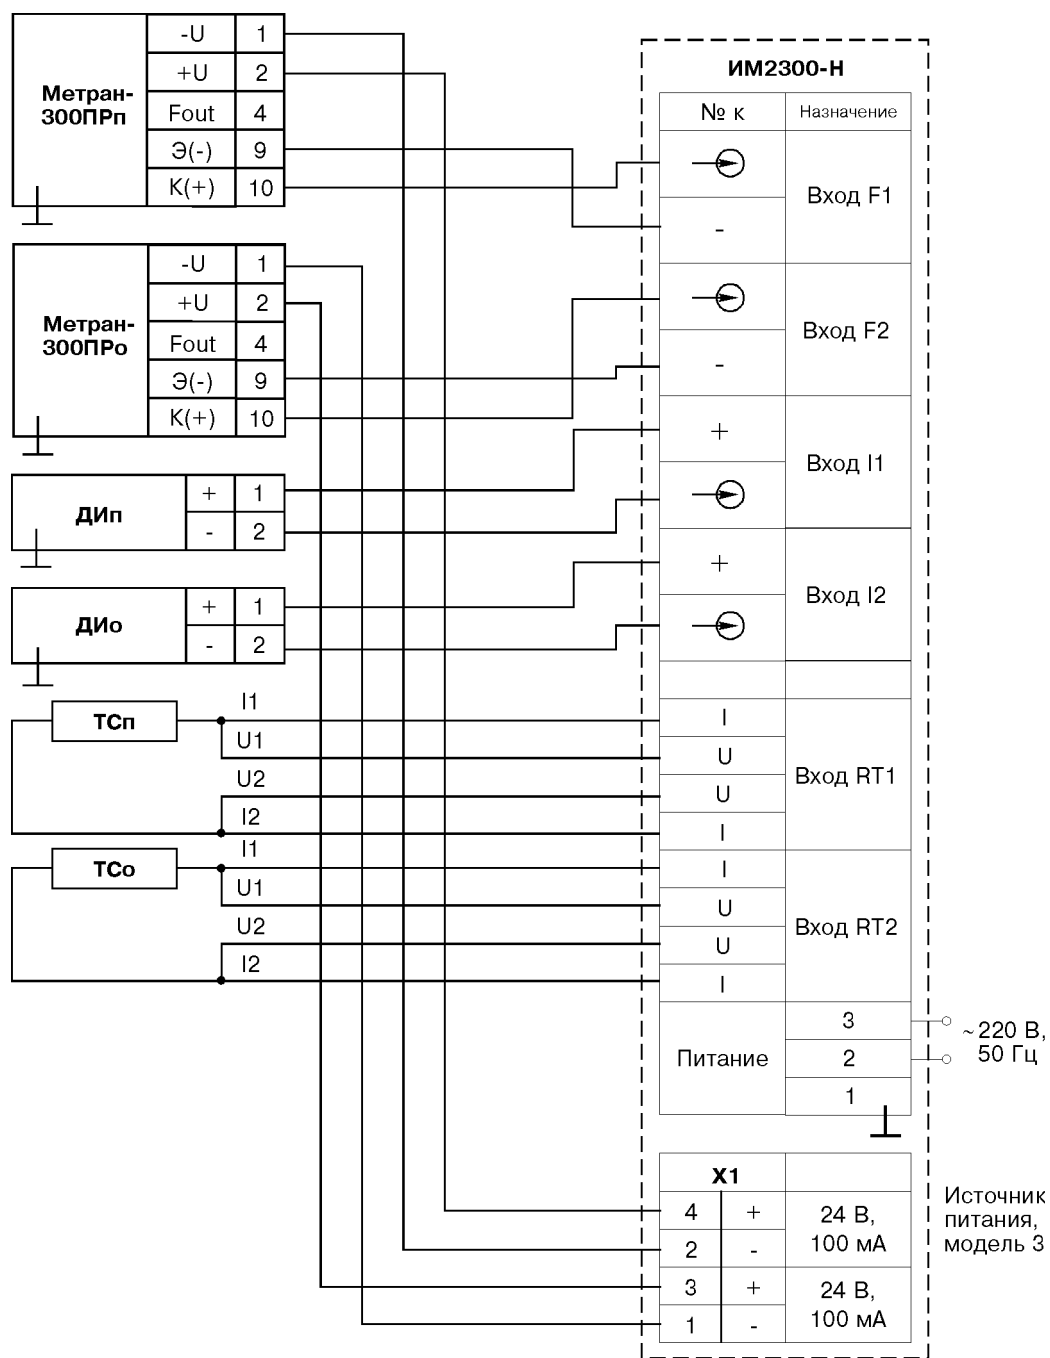 Метран-
300ПРп
-U 1
+U 2
Fout 4
Э(-) 9
К(+) 10
Метран-
300ПРо
-U 1
+U 2
Fout 4
Э(-) 9
К(+) 10
ДИп
+ 1
- 2
ДИо
+ 1
- 2
ТСп
I1
U1
U2
I2
ТСо
I1
U1
U2
I2
ИМ2300-Н
№ к Назначение
-
Вход F1
-
Вход F2
+
Вход I1
+
Вход I2
I
U
U
I
Вход RT1
I
U
U
I
Вход RT2
Питание
3
2
1
~220 В,
50 Гц
X1
4 +
2 -
24 В,
100 мА
3 +
1 -
24 В,
100 мА
Источник
питания,
модель 3